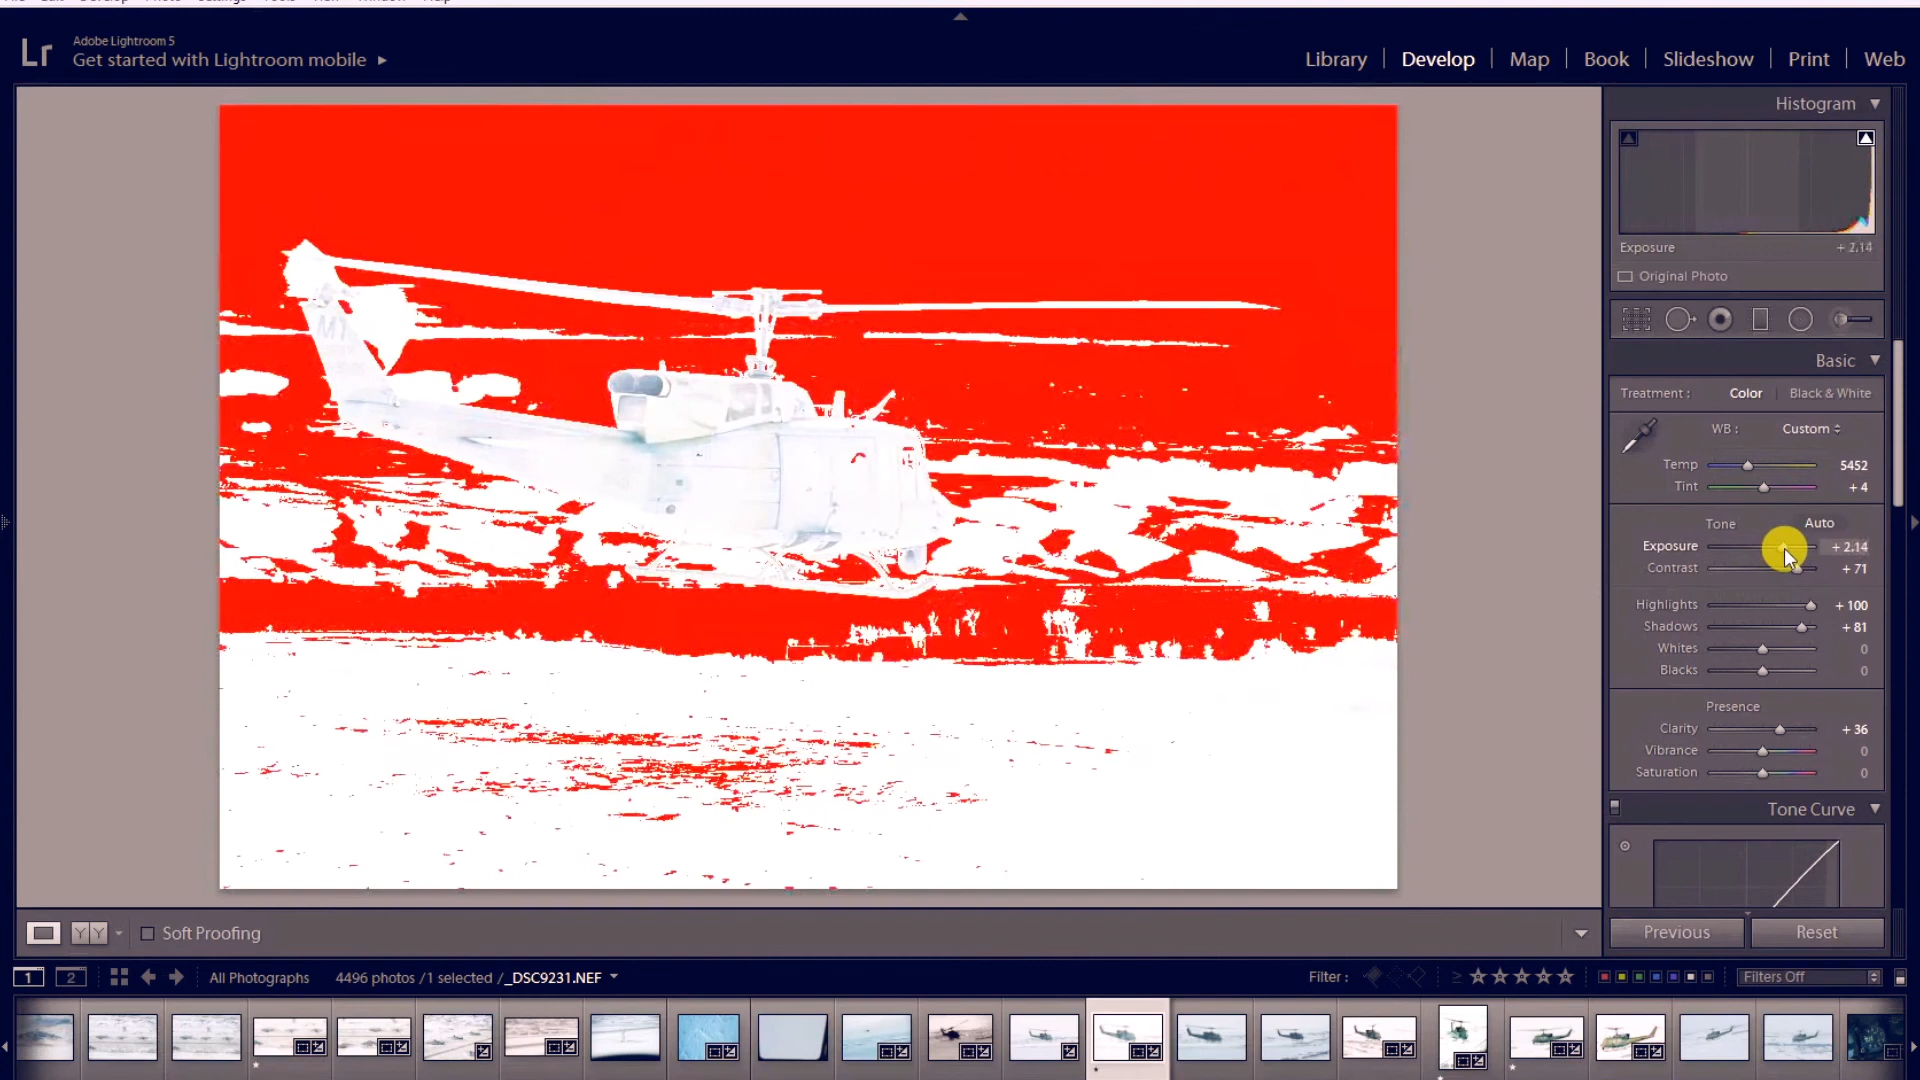 Lr
Adobe Lightroom 5
Get started with Lightroom mobile
Library | Develop | Map | Book | Slideshow | Print | Web
Histogram
Exposure + 2.14
Original Photo
Basic
Treatment : Color | Black & White
WB : Custom
Temp 5452
Tint + 4
Tone Auto
Exposure + 2.14
Contrast + 71
Highlights + 100
Shadows + 81
Whites 0
Blacks 0
Presence
Clarity + 36
Vibrance 0
Saturation 0
Tone Curve
Previous Reset
Y Y Soft Proofing
1 2 All Photographs 4496 photos /1 selected /_DSC9231.NEF Filter : ≥ Filters Off